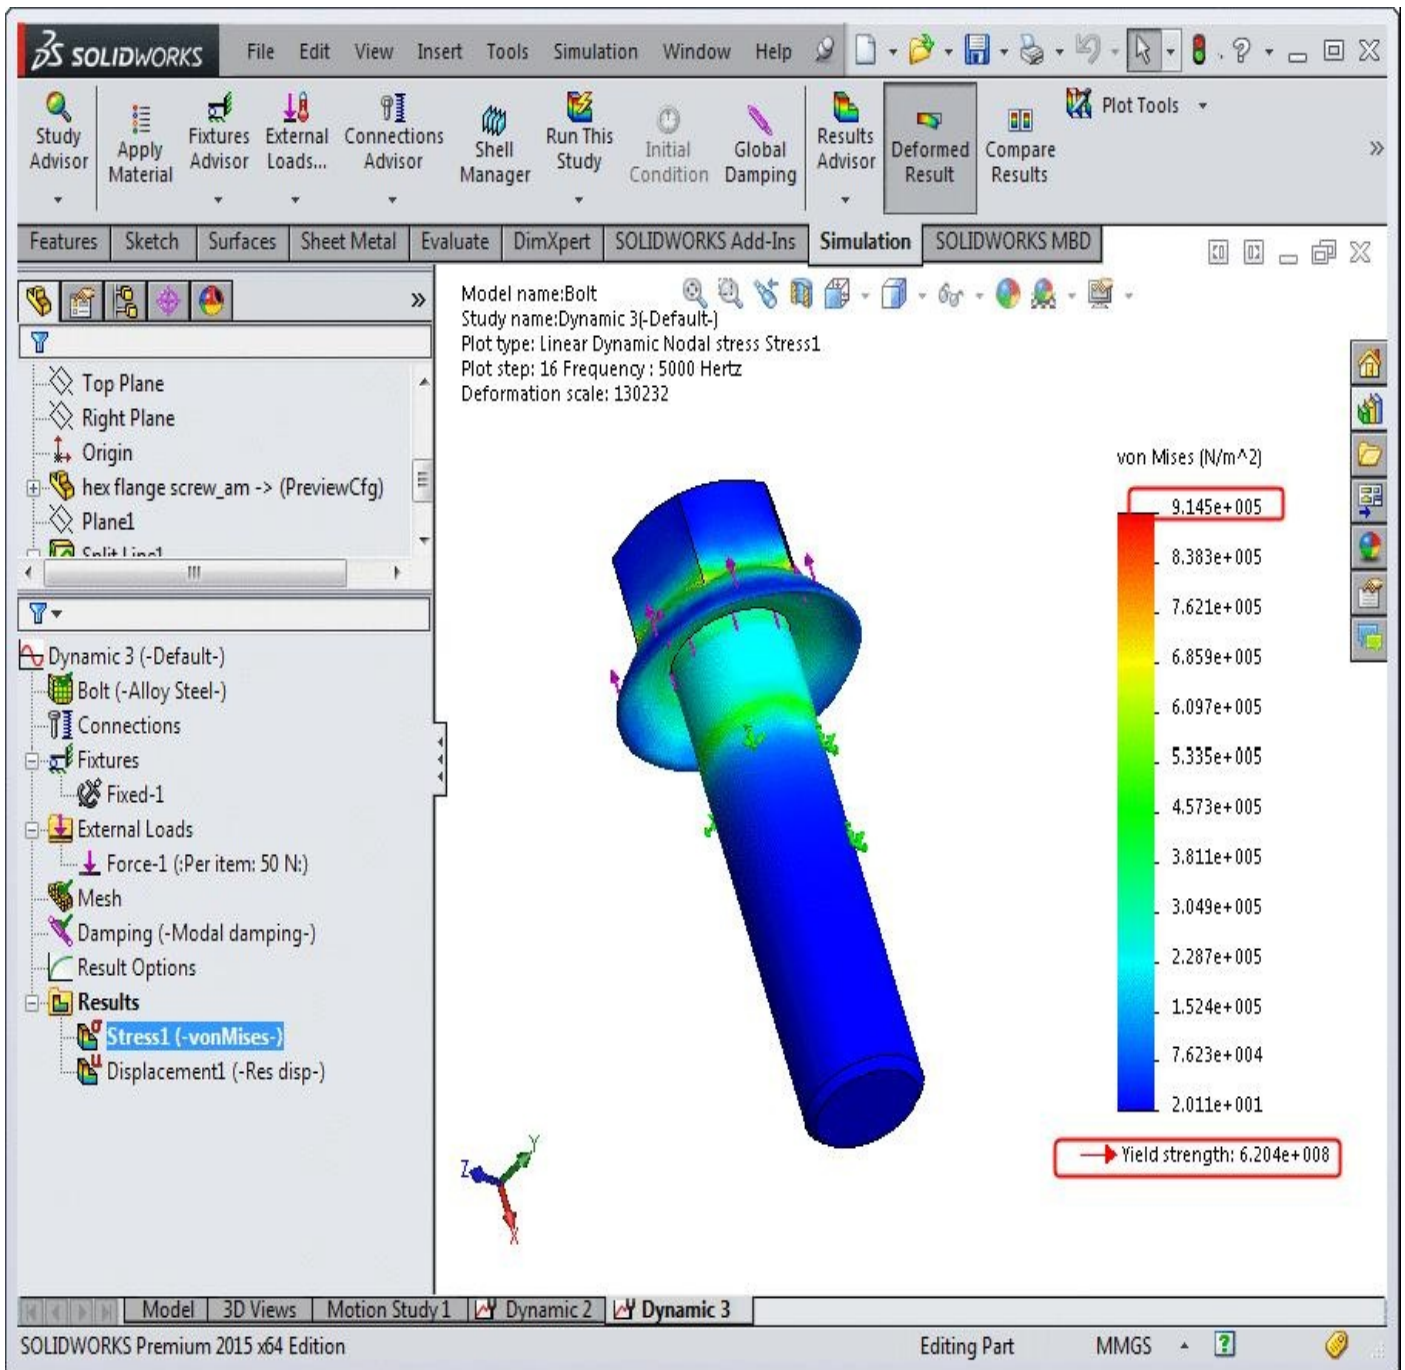 SOLIDWORKS File Edit View Insert Tools Simulation Window Help
Study Advisor
Apply Material
Fixtures Advisor
External Loads...
Connections Advisor
Shell Manager
Run This Study
Initial Condition
Global Damping
Results Advisor
Deformed Result
Compare Results
Plot Tools
Features Sketch Surfaces Sheet Metal Evaluate DimXpert SOLIDWORKS Add-Ins Simulation SOLIDWORKS MBD
Top Plane
Right Plane
Origin
hex flange screw_am -> (PreviewCfg)
Plane1
Split Line1
Dynamic 3 (-Default-)
Bolt (-Alloy Steel-)
Connections
Fixtures
Fixed-1
External Loads
Force-1 (:Per item: 50 N:)
Mesh
Damping (-Modal damping-)
Result Options
Results
Stress1 (-vonMises-)
Displacement1 (-Res disp-)
Model name:Bolt
Study name:Dynamic 3(-Default-)
Plot type: Linear Dynamic Nodal stress Stress1
Plot step: 16 Frequency : 5000 Hertz
Deformation scale: 130232
von Mises (N/m^2)
9.145e+005
8.383e+005
7.621e+005
6.859e+005
6.097e+005
5.335e+005
4.573e+005
3.811e+005
3.049e+005
2.287e+005
1.524e+005
7.623e+004
2.011e+001
Yield strength: 6.204e+008
Y
Z
X
Model 3D Views Motion Study 1 Dynamic 2 Dynamic 3
SOLIDWORKS Premium 2015 x64 Edition Editing Part MMGS